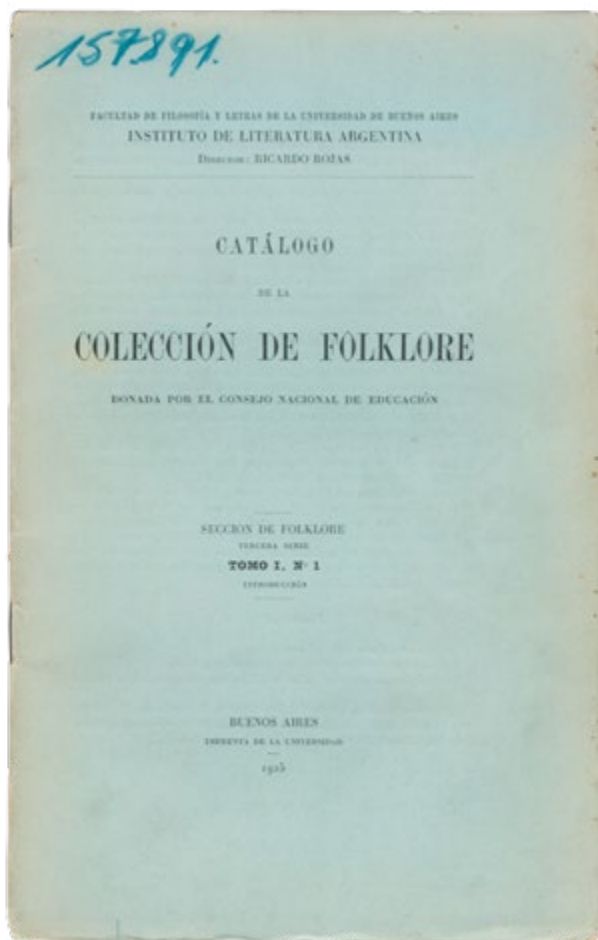 157891.
FACULTAD DE FILOSOFÍA Y LETRAS DE LA UNIVERSIDAD DE BUENOS AIRES
INSTITUTO DE LITERATURA ARGENTINA
DIRECTOR: RICARDO ROJAS
CATÁLOGO
DE LA
COLECCIÓN DE FOLKLORE
DONADA POR EL CONSEJO NACIONAL DE EDUCACIÓN
SECCIÓN DE FOLKLORE
TERCERA SERIE
TOMO I, Nº 1
INTRODUCCIÓN
BUENOS AIRES
IMPRENTA DE LA UNIVERSIDAD
1925